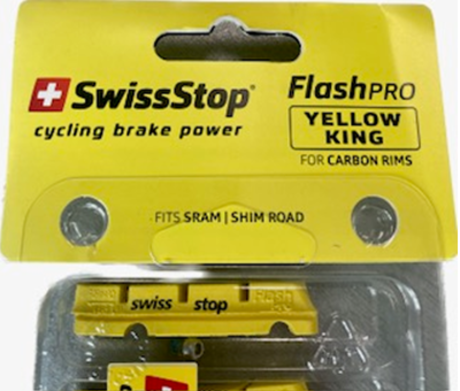 SwissStop®
cycling brake power
FlashPRO
YELLOW
KING
FOR CARBON RIMS
FITS SRAM | SHIM ROAD
swiss stop